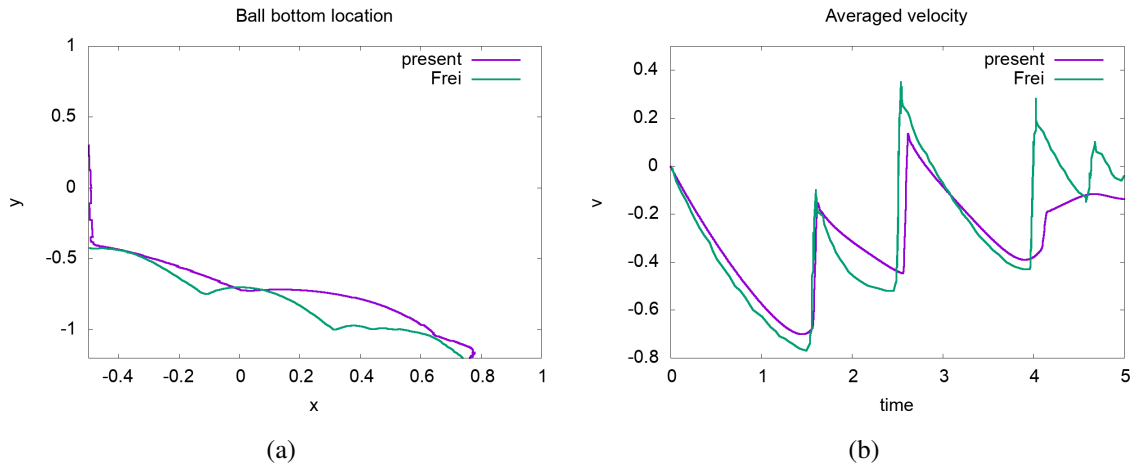 Ball bottom location
present
Frei
1
0.5
0
-0.5
-1
y
-0.4
-0.2
0
0.2
0.4
0.6
0.8
1
x
(a)
Averaged velocity
present
Frei
0.4
0.2
0
-0.2
-0.4
-0.6
-0.8
v
0
1
2
3
4
5
time
(b)